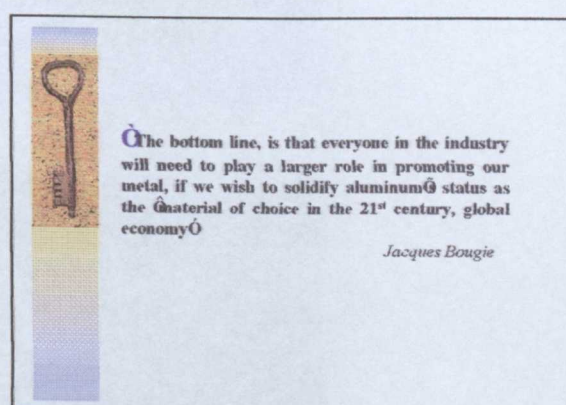 ÒThe bottom line, is that everyone in the industry
will need to play a larger role in promoting our
metal, if we wish to solidify aluminumÕs status as
the Ômaterial of choice in the 21st century, global
economyÓ
Jacques Bougie